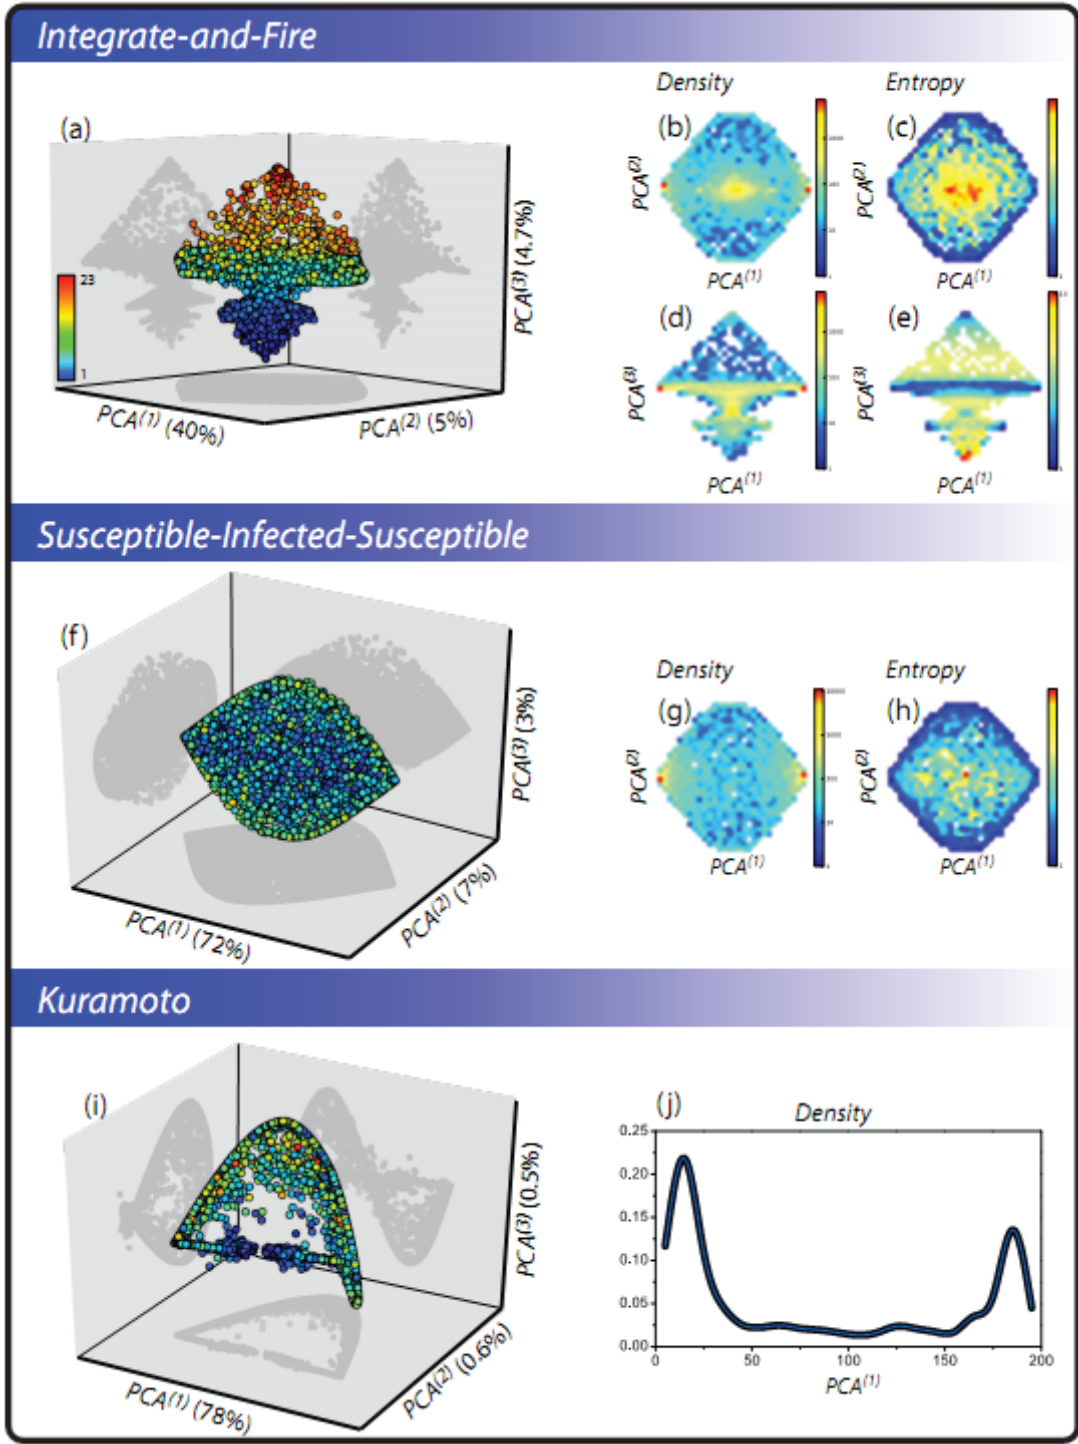 Integrate-and-Fire
Density
Entropy
(a)
(b)
(c)
PCA(2)
PCA(2)
PCA(1)
PCA(1)
23
1
PCA(3) (4.7%)
PCA(1) (40%)
PCA(2) (5%)
(d)
(e)
PCA(3)
PCA(3)
PCA(1)
PCA(1)
Susceptible-Infected-Susceptible
(f)
PCA(3) (3%)
PCA(1) (72%)
PCA(2) (7%)
Density
Entropy
(g)
(h)
PCA(2)
PCA(2)
PCA(1)
PCA(1)
Kuramoto
(i)
PCA(3) (0.5%)
PCA(1) (78%)
PCA(2) (0.6%)
(j)
Density
0.25
0.20
0.15
0.10
0.05
0.00
0 50 100 150 200
PCA(1)